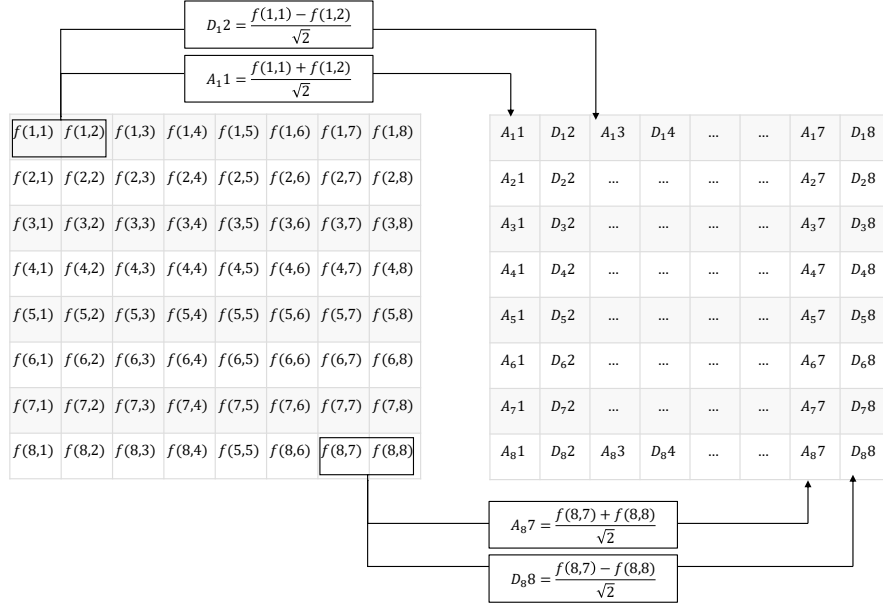 D₁2 = (f(1,1) − f(1,2))/√2
A₁1 = (f(1,1) + f(1,2))/√2
f(1,1) f(1,2) f(1,3) f(1,4) f(1,5) f(1,6) f(1,7) f(1,8) A₁1 D₁2 A₁3 D₁4 ... ... A₁7 D₁8
f(2,1) f(2,2) f(2,3) f(2,4) f(2,5) f(2,6) f(2,7) f(2,8) A₂1 D₂2 ... ... ... ... A₂7 D₂8
f(3,1) f(3,2) f(3,3) f(3,4) f(3,5) f(3,6) f(3,7) f(3,8) A₃1 D₃2 ... ... ... ... A₃7 D₃8
f(4,1) f(4,2) f(4,3) f(4,4) f(4,5) f(4,6) f(4,7) f(4,8) A₄1 D₄2 ... ... ... ... A₄7 D₄8
f(5,1) f(5,2) f(5,3) f(5,4) f(5,5) f(5,6) f(5,7) f(5,8) A₅1 D₅2 ... ... ... ... A₅7 D₅8
f(6,1) f(6,2) f(6,3) f(6,4) f(6,5) f(6,6) f(6,7) f(6,8) A₆1 D₆2 ... ... ... ... A₆7 D₆8
f(7,1) f(7,2) f(7,3) f(7,4) f(7,5) f(7,6) f(7,7) f(7,8) A₇1 D₇2 ... ... ... ... A₇7 D₇8
f(8,1) f(8,2) f(8,3) f(8,4) f(5,5) f(8,6) f(8,7) f(8,8) A₈1 D₈2 A₈3 D₈4 ... ... A₈7 D₈8
A₈7 = (f(8,7) + f(8,8))/√2
D₈8 = (f(8,7) − f(8,8))/√2